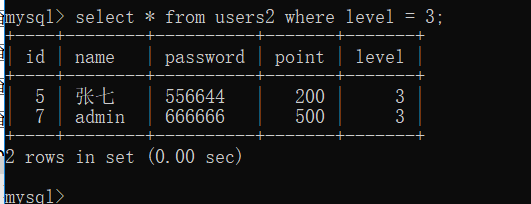 mysql> select * from users2 where level = 3;
+----+-------+----------+-------+-------+
| id | name  | password | point | level |
+----+-------+----------+-------+-------+
|  5 | 张七  | 556644   |   200 |     3 |
|  7 | admin | 666666   |   500 |     3 |
+----+-------+----------+-------+-------+
2 rows in set (0.00 sec)
mysql>